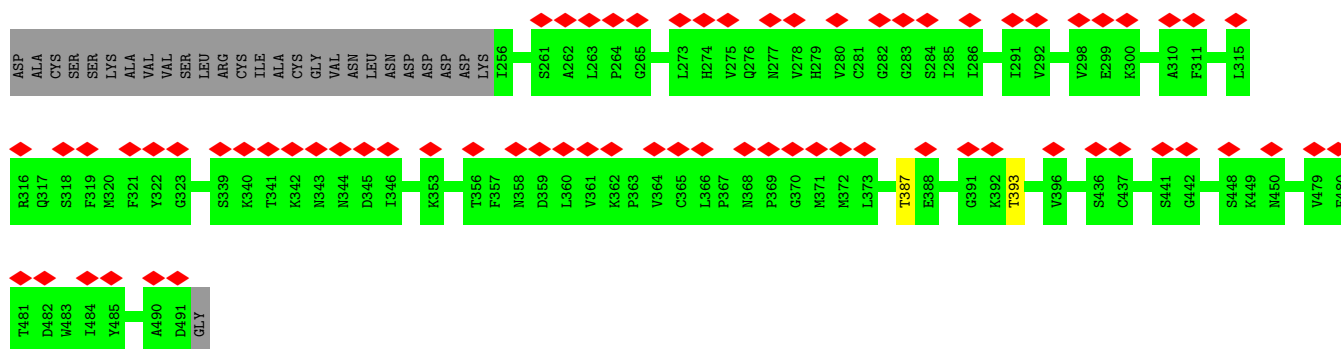 ASP ALA CYS SER SER LYS ALA VAL VAL SER LEU ARG CYS ILE ALA CYS GLY VAL ASN LEU ASN ASP ASP ASP ASP LYS I256 S261 A262 L263 P264 G265 L273 H274 V275 Q276 N277 V278 H279 V280 C281 G282 G283 S284 I285 I286 I291 V292 V298 E299 K300 A310 F311 L315
R316 Q317 S318 F319 M320 F321 Y322 G323 S339 K340 T341 K342 N343 N344 D345 I346 K353 T356 F357 N358 D359 L360 V361 K362 P363 V364 C365 L366 P367 N368 P369 G370 M371 M372 L373 T387 E388 G391 K392 T393 V396 S436 C437 S441 G442 S448 K449 N450 V479
T481 D482 W483 I484 Y485 A490 D491 GLY